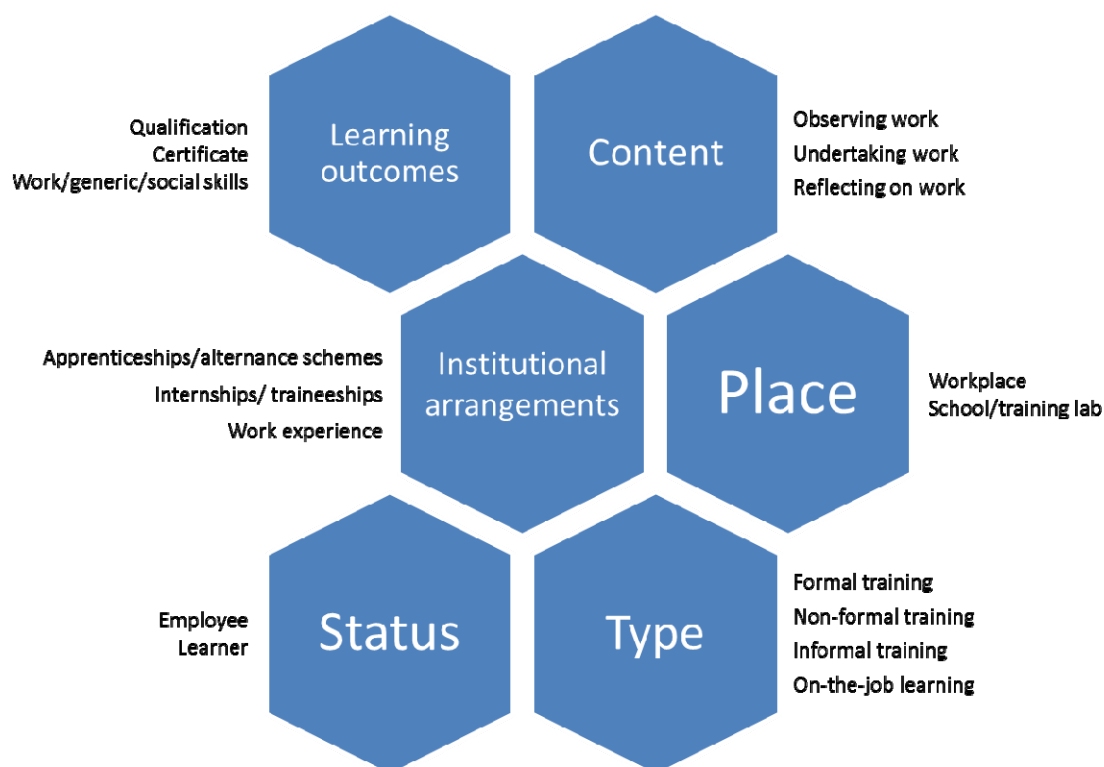 Qualification
Certificate
Work/generic/social skills
Learning
outcomes
Content
Observing work
Undertaking work
Reflecting on work
Apprenticeships/alternance schemes
Internships/ traineeships
Work experience
Institutional
arrangements
Place
Workplace
School/training lab
Employee
Learner
Status
Type
Formal training
Non-formal training
Informal training
On-the-job learning